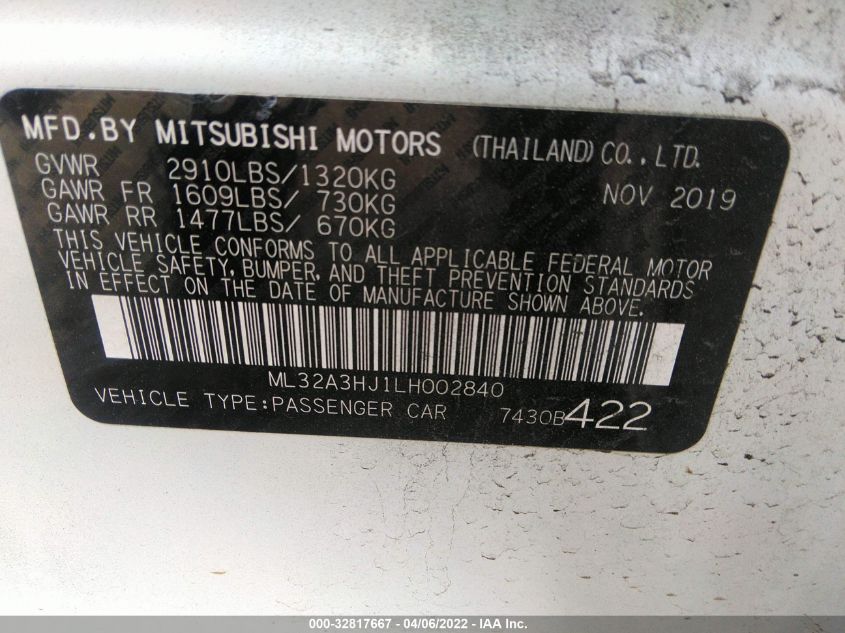 MFD.BY MITSUBISHI MOTORS (THAILAND) CO., LTD.
GVWR 2910LBS/1320KG NOV 2019
GAWR FR 1609LBS/ 730KG
GAWR RR 1477LBS/ 670KG
THIS VEHICLE CONFORMS TO ALL APPLICABLE FEDERAL MOTOR
VEHICLE SAFETY, BUMPER, AND THEFT PREVENTION STANDARDS
IN EFFECT ON THE DATE OF MANUFACTURE SHOWN ABOVE.
ML32A3HJ1LH002840
VEHICLE TYPE:PASSENGER CAR 7430B422
000-32817667 - 04/06/2022 - IAA Inc.